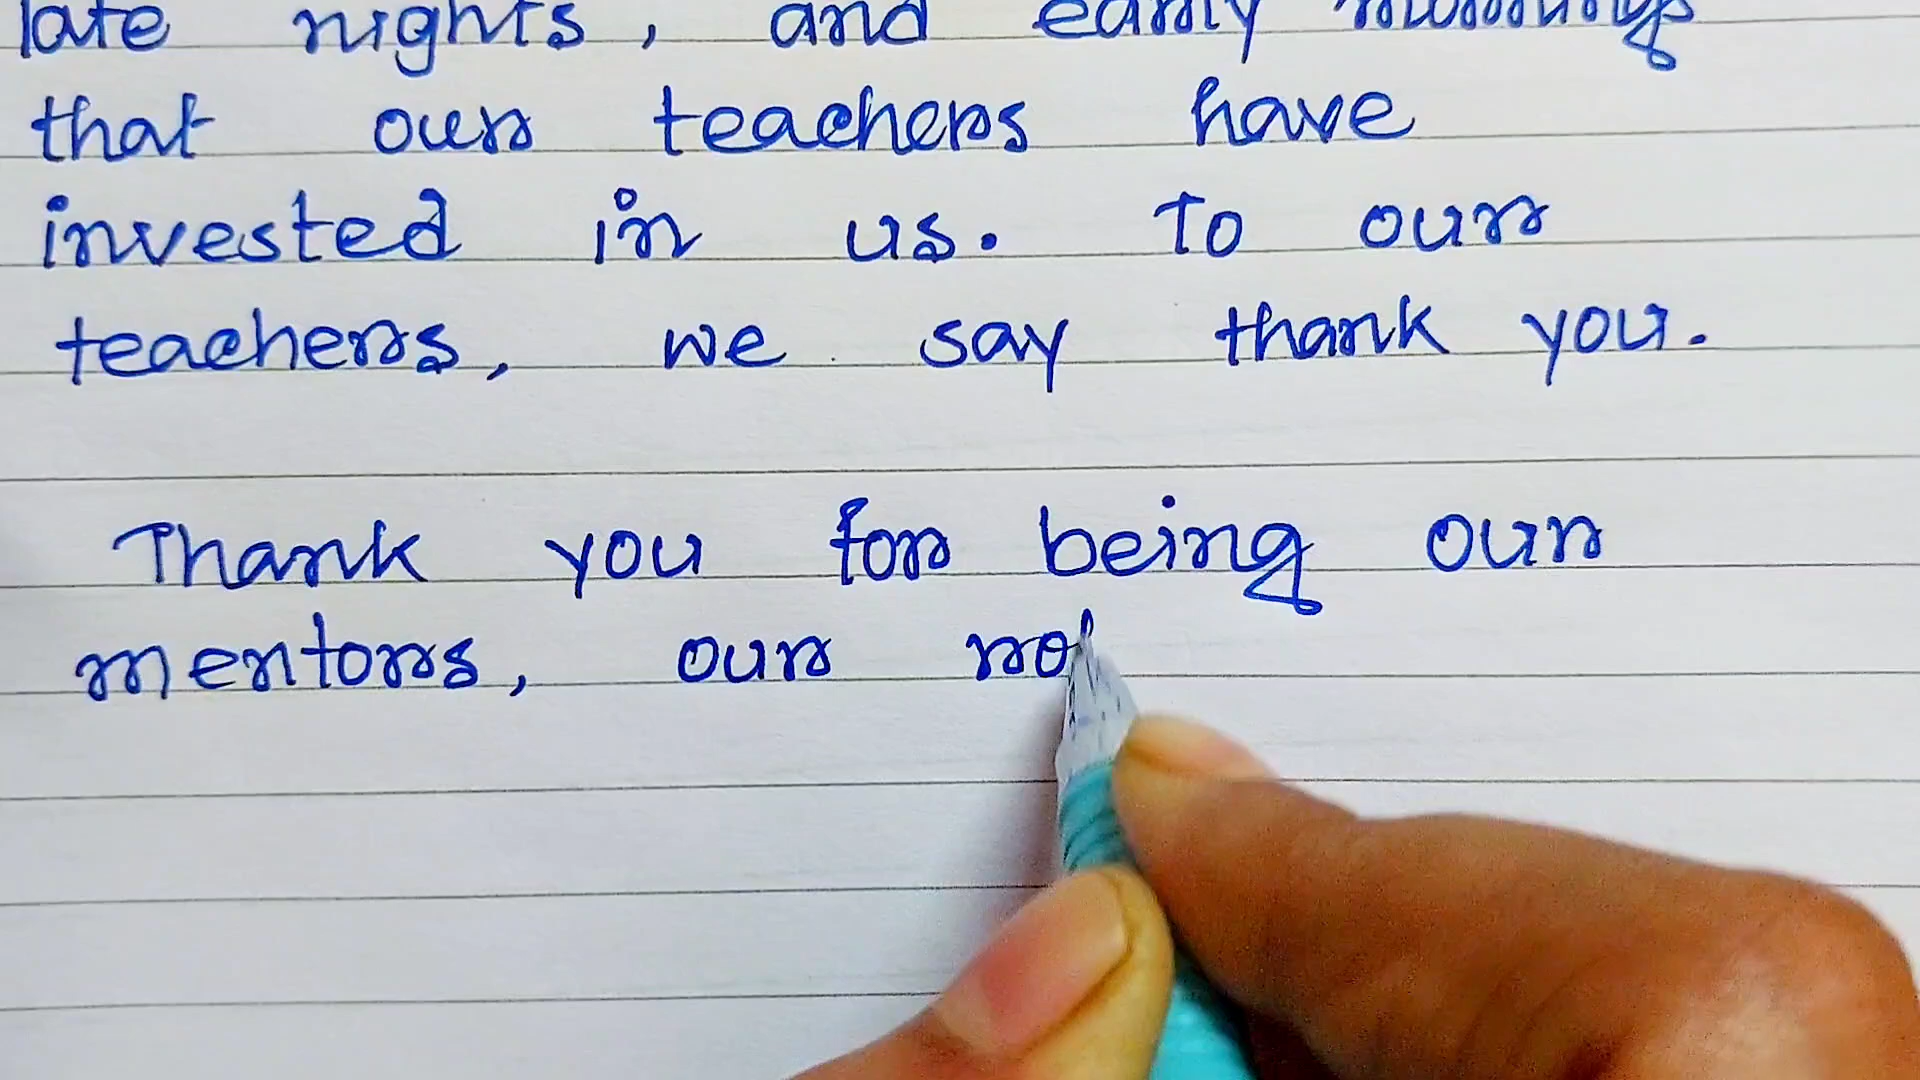 late nights, and early mornings
that our teachers have
invested in us. To our
teachers, we say thank you.
Thank you for being our
mentors, our